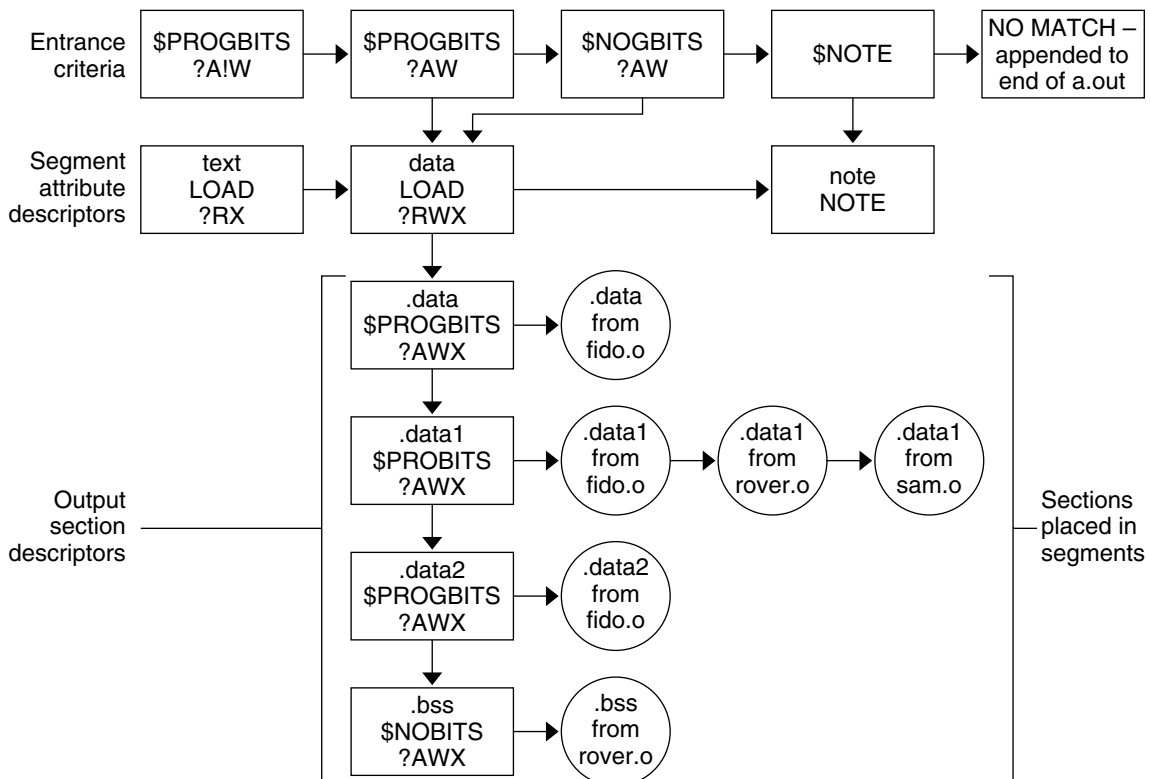 Entrance
criteria
$PROGBITS
?A!W
$PROGBITS
?AW
$NOGBITS
?AW
$NOTE
NO MATCH –
appended to
end of a.out
Segment
attribute
descriptors
text
LOAD
?RX
data
LOAD
?RWX
note
NOTE
.data
$PROGBITS
?AWX
.data
from
fido.o
.data1
$PROBITS
?AWX
.data1
from
fido.o
.data1
from
rover.o
.data1
from
sam.o
Output
section
descriptors
Sections
placed in
segments
.data2
$PROGBITS
?AWX
.data2
from
fido.o
.bss
$NOBITS
?AWX
.bss
from
rover.o